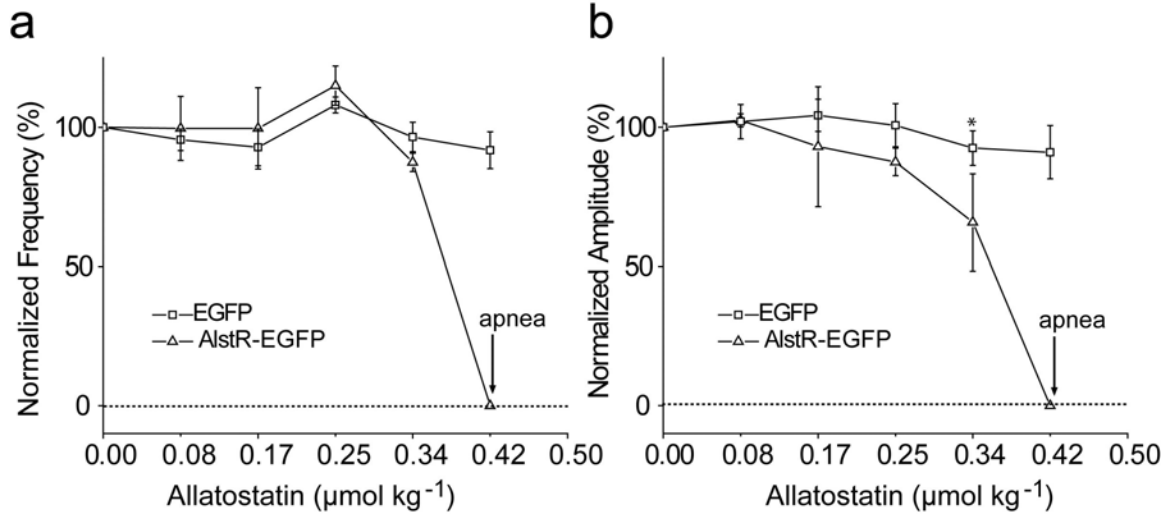 a
Normalized Frequency (%)
100
50
0
EGFP
AlstR-EGFP
apnea
0.00 0.08 0.17 0.25 0.34 0.42 0.50
Allatostatin (µmol kg-1)
b
Normalized Amplitude (%)
100
50
0
*
EGFP
AlstR-EGFP
apnea
0.00 0.08 0.17 0.25 0.34 0.42 0.50
Allatostatin (µmol kg-1)